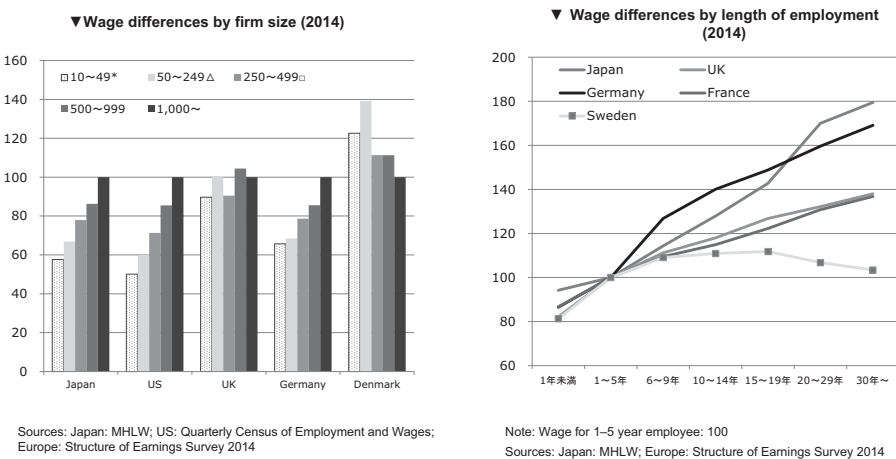 ▼Wage differences by firm size (2014)
160
140
120
100
80
60
40
20
0
10～49*
50～249△
250～499□
500～999
1,000～
Japan
US
UK
Germany
Denmark
Sources: Japan: MHLW; US: Quarterly Census of Employment and Wages;
Europe: Structure of Earnings Survey 2014
▼ Wage differences by length of employment
(2014)
200
180
160
140
120
100
80
60
Japan
UK
Germany
France
Sweden
1年未満
1～5年
6～9年
10～14年
15～19年
20～29年
30年～
Note: Wage for 1–5 year employee: 100
Sources: Japan: MHLW; Europe: Structure of Earnings Survey 2014